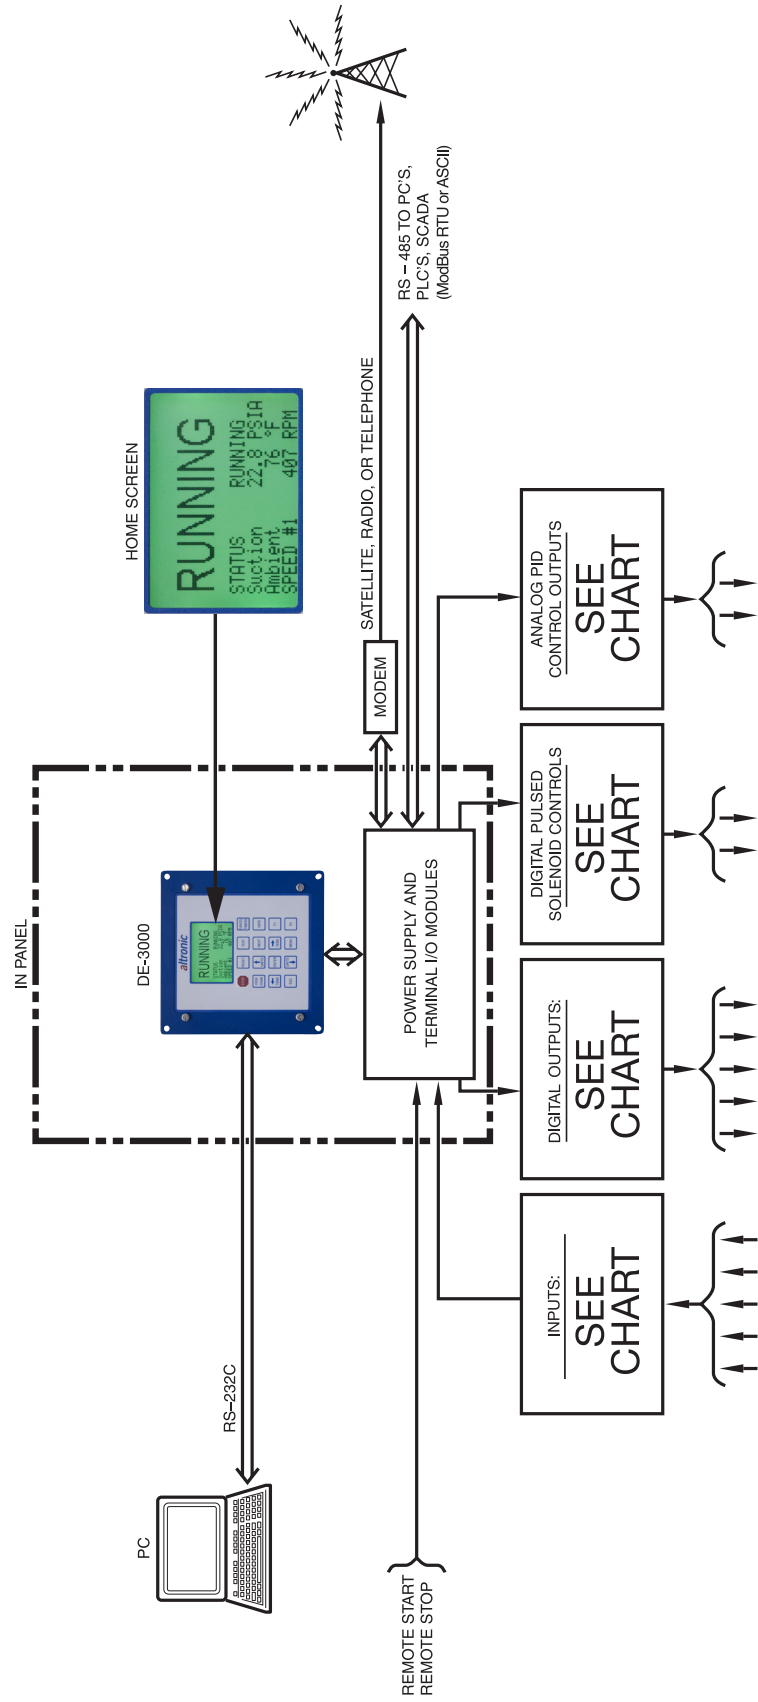 HOME SCREEN
RUNNING
STATUS RUNNING
Suction 22.8 PSIA
Ambient 76 °F
SPEED #1 407 RPM
IN PANEL
DE-3000
altronic
RUNNING
PC
RS–232C
SATELLITE, RADIO, OR TELEPHONE
MODEM
RS – 485 TO PC'S,
PLC'S, SCADA
(ModBus RTU or ASCII)
POWER SUPPLY AND
TERMINAL I/O MODULES
REMOTE START
REMOTE STOP
INPUTS:
SEE
CHART
DIGITAL OUTPUTS:
SEE
CHART
DIGITAL PULSED
SOLENOID CONTROLS
SEE
CHART
ANALOG PID
CONTROL OUTPUTS
SEE
CHART